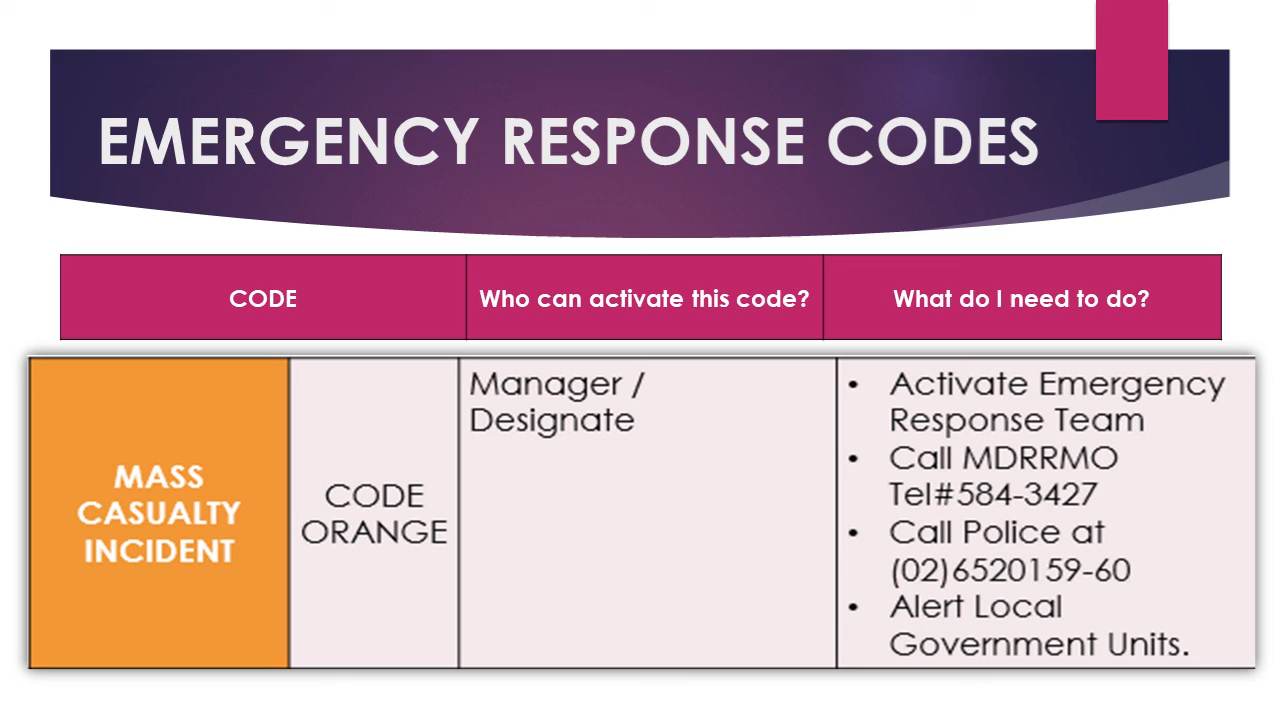 EMERGENCY RESPONSE CODES
CODE
Who can activate this code?
What do I need to do?
MASS
CASUALTY
INCIDENT
CODE
ORANGE
Manager /
Designate
• Activate Emergency
Response Team
• Call MDRRMO
Tel#584-3427
• Call Police at
(02)6520159-60
• Alert Local
Government Units.